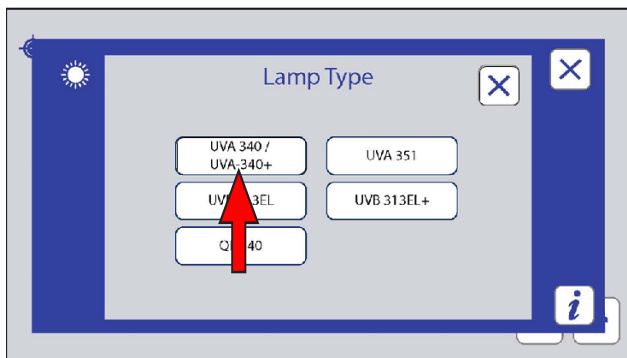 Lamp Type
UVA 340 /
UVA-340+
UVA 351
UVB 313EL+